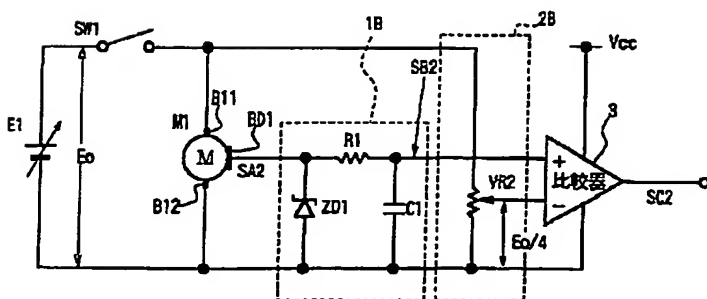 1B
2B
SW1
SB2
Vcc
B11
M1
BD1
R1
3
E1
Eo
M
SA2
VR2
+
比較器
-
SC2
B12
ZD1
C1
Eo/4